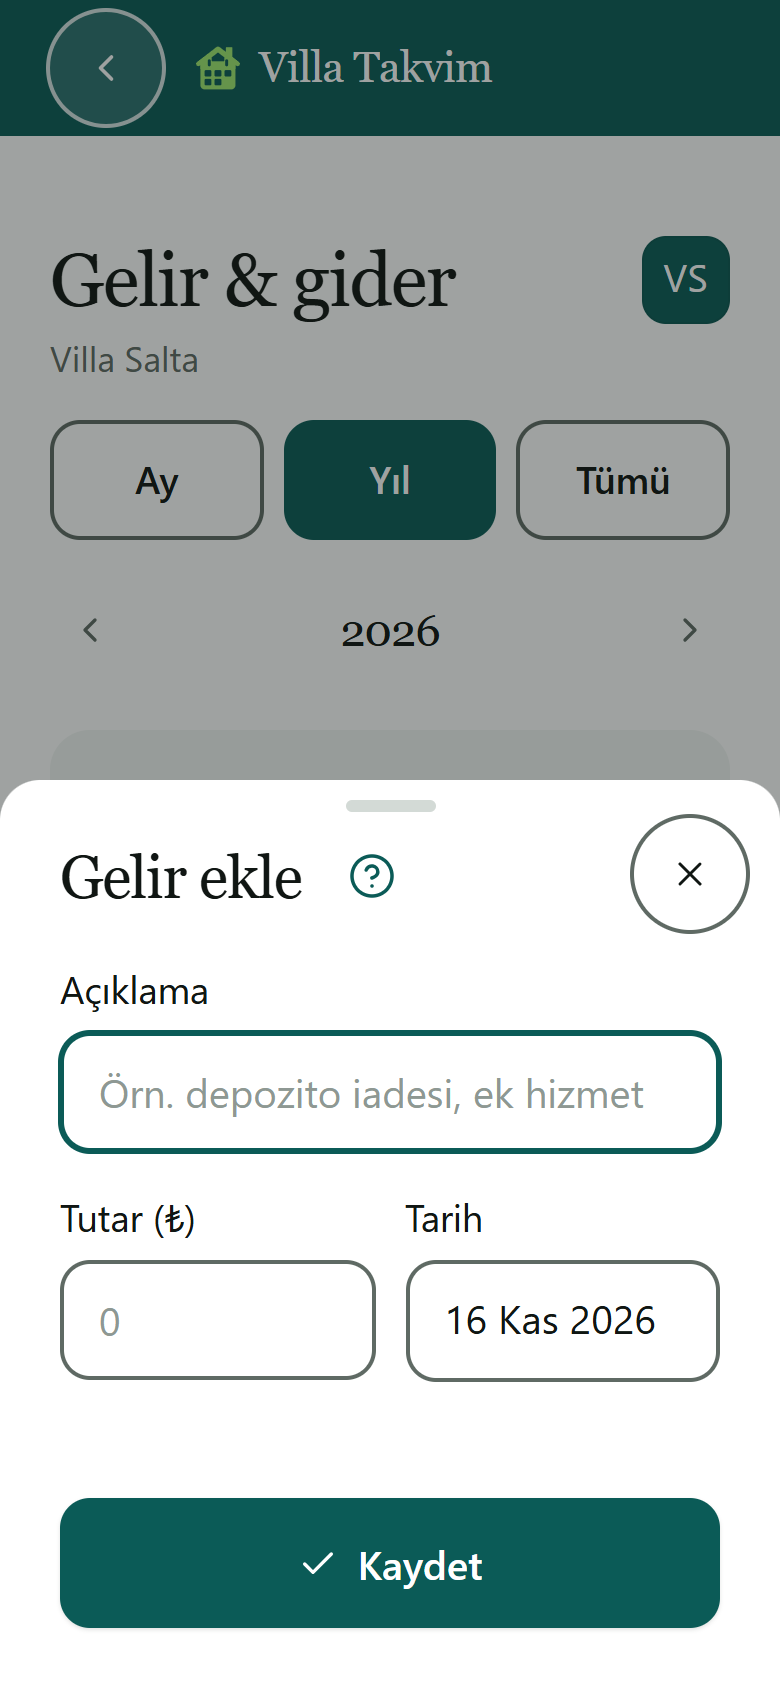 Villa Takvim
Gelir & gider
VS
Villa Salta
Ay
Yıl
Tümü
2026
Gelir ekle
Açıklama
Örn. depozito iadesi, ek hizmet
Tutar (₺)
Tarih
0
16 Kas 2026
Kaydet